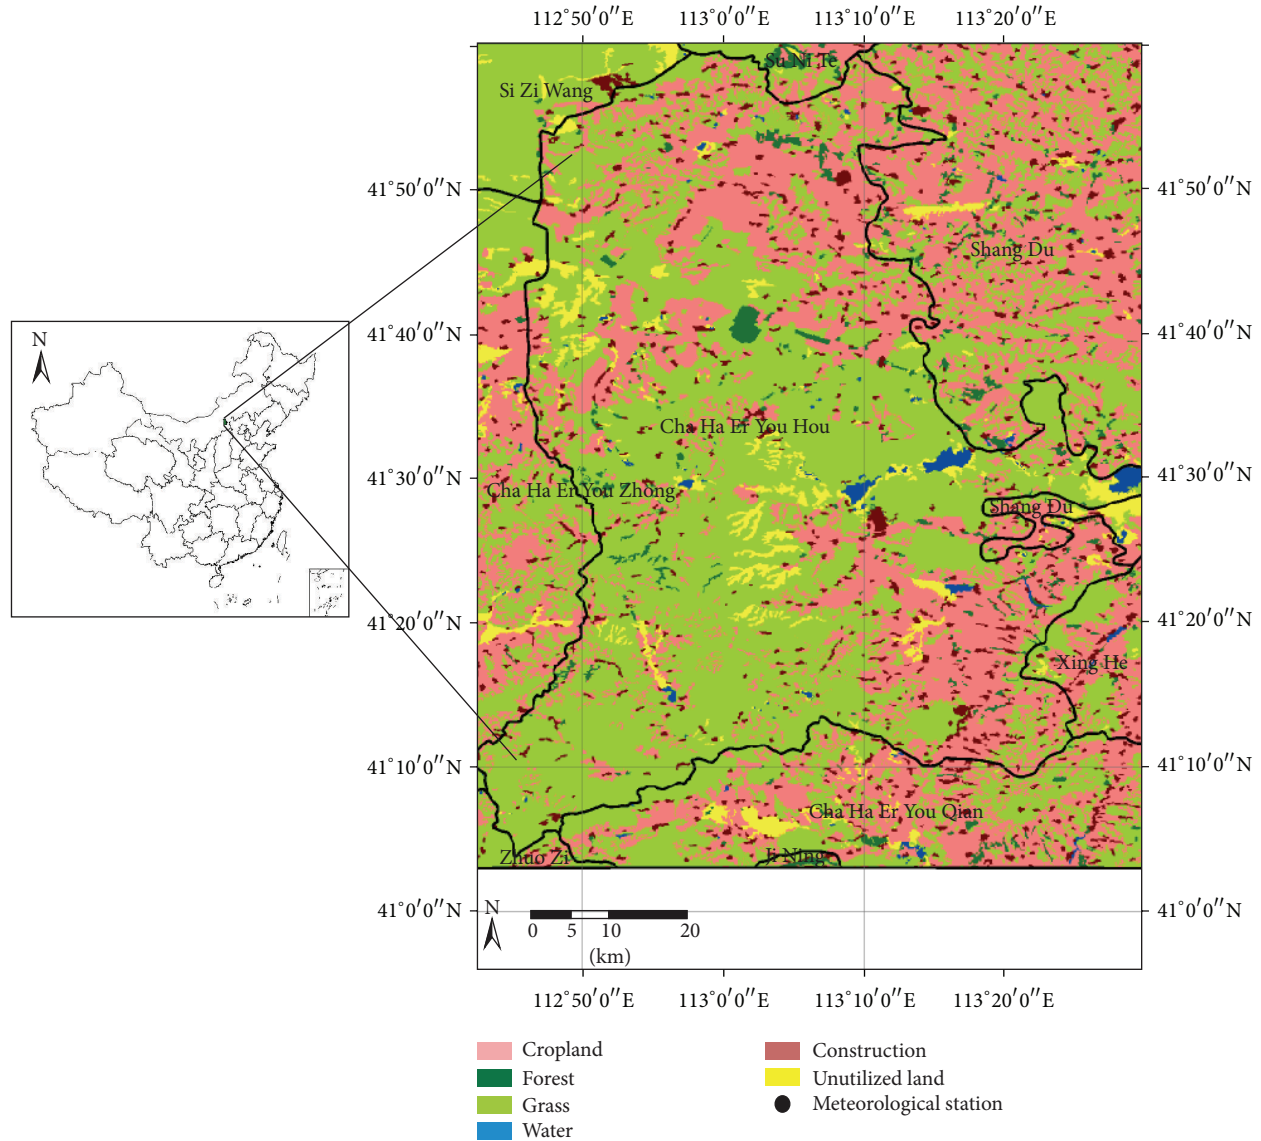 112°50′0″E 113°0′0″E 113°10′0″E 113°20′0″E
Su Ni Te
Si Zi Wang
41°50′0″N 41°50′0″N
Shang Du
N
41°40′0″N 41°40′0″N
Cha Ha Er You Hou
41°30′0″N 41°30′0″N
Cha Ha Er You Zhong
Shang Du
41°20′0″N 41°20′0″N
Xing He
41°10′0″N 41°10′0″N
Cha Ha Er You Qian
Zhuo Zi Ji Ning
41°0′0″N 41°0′0″N
N
0 5 10 20
(km)
112°50′0″E 113°0′0″E 113°10′0″E 113°20′0″E
Cropland
Forest
Grass
Water
Construction
Unutilized land
Meteorological station